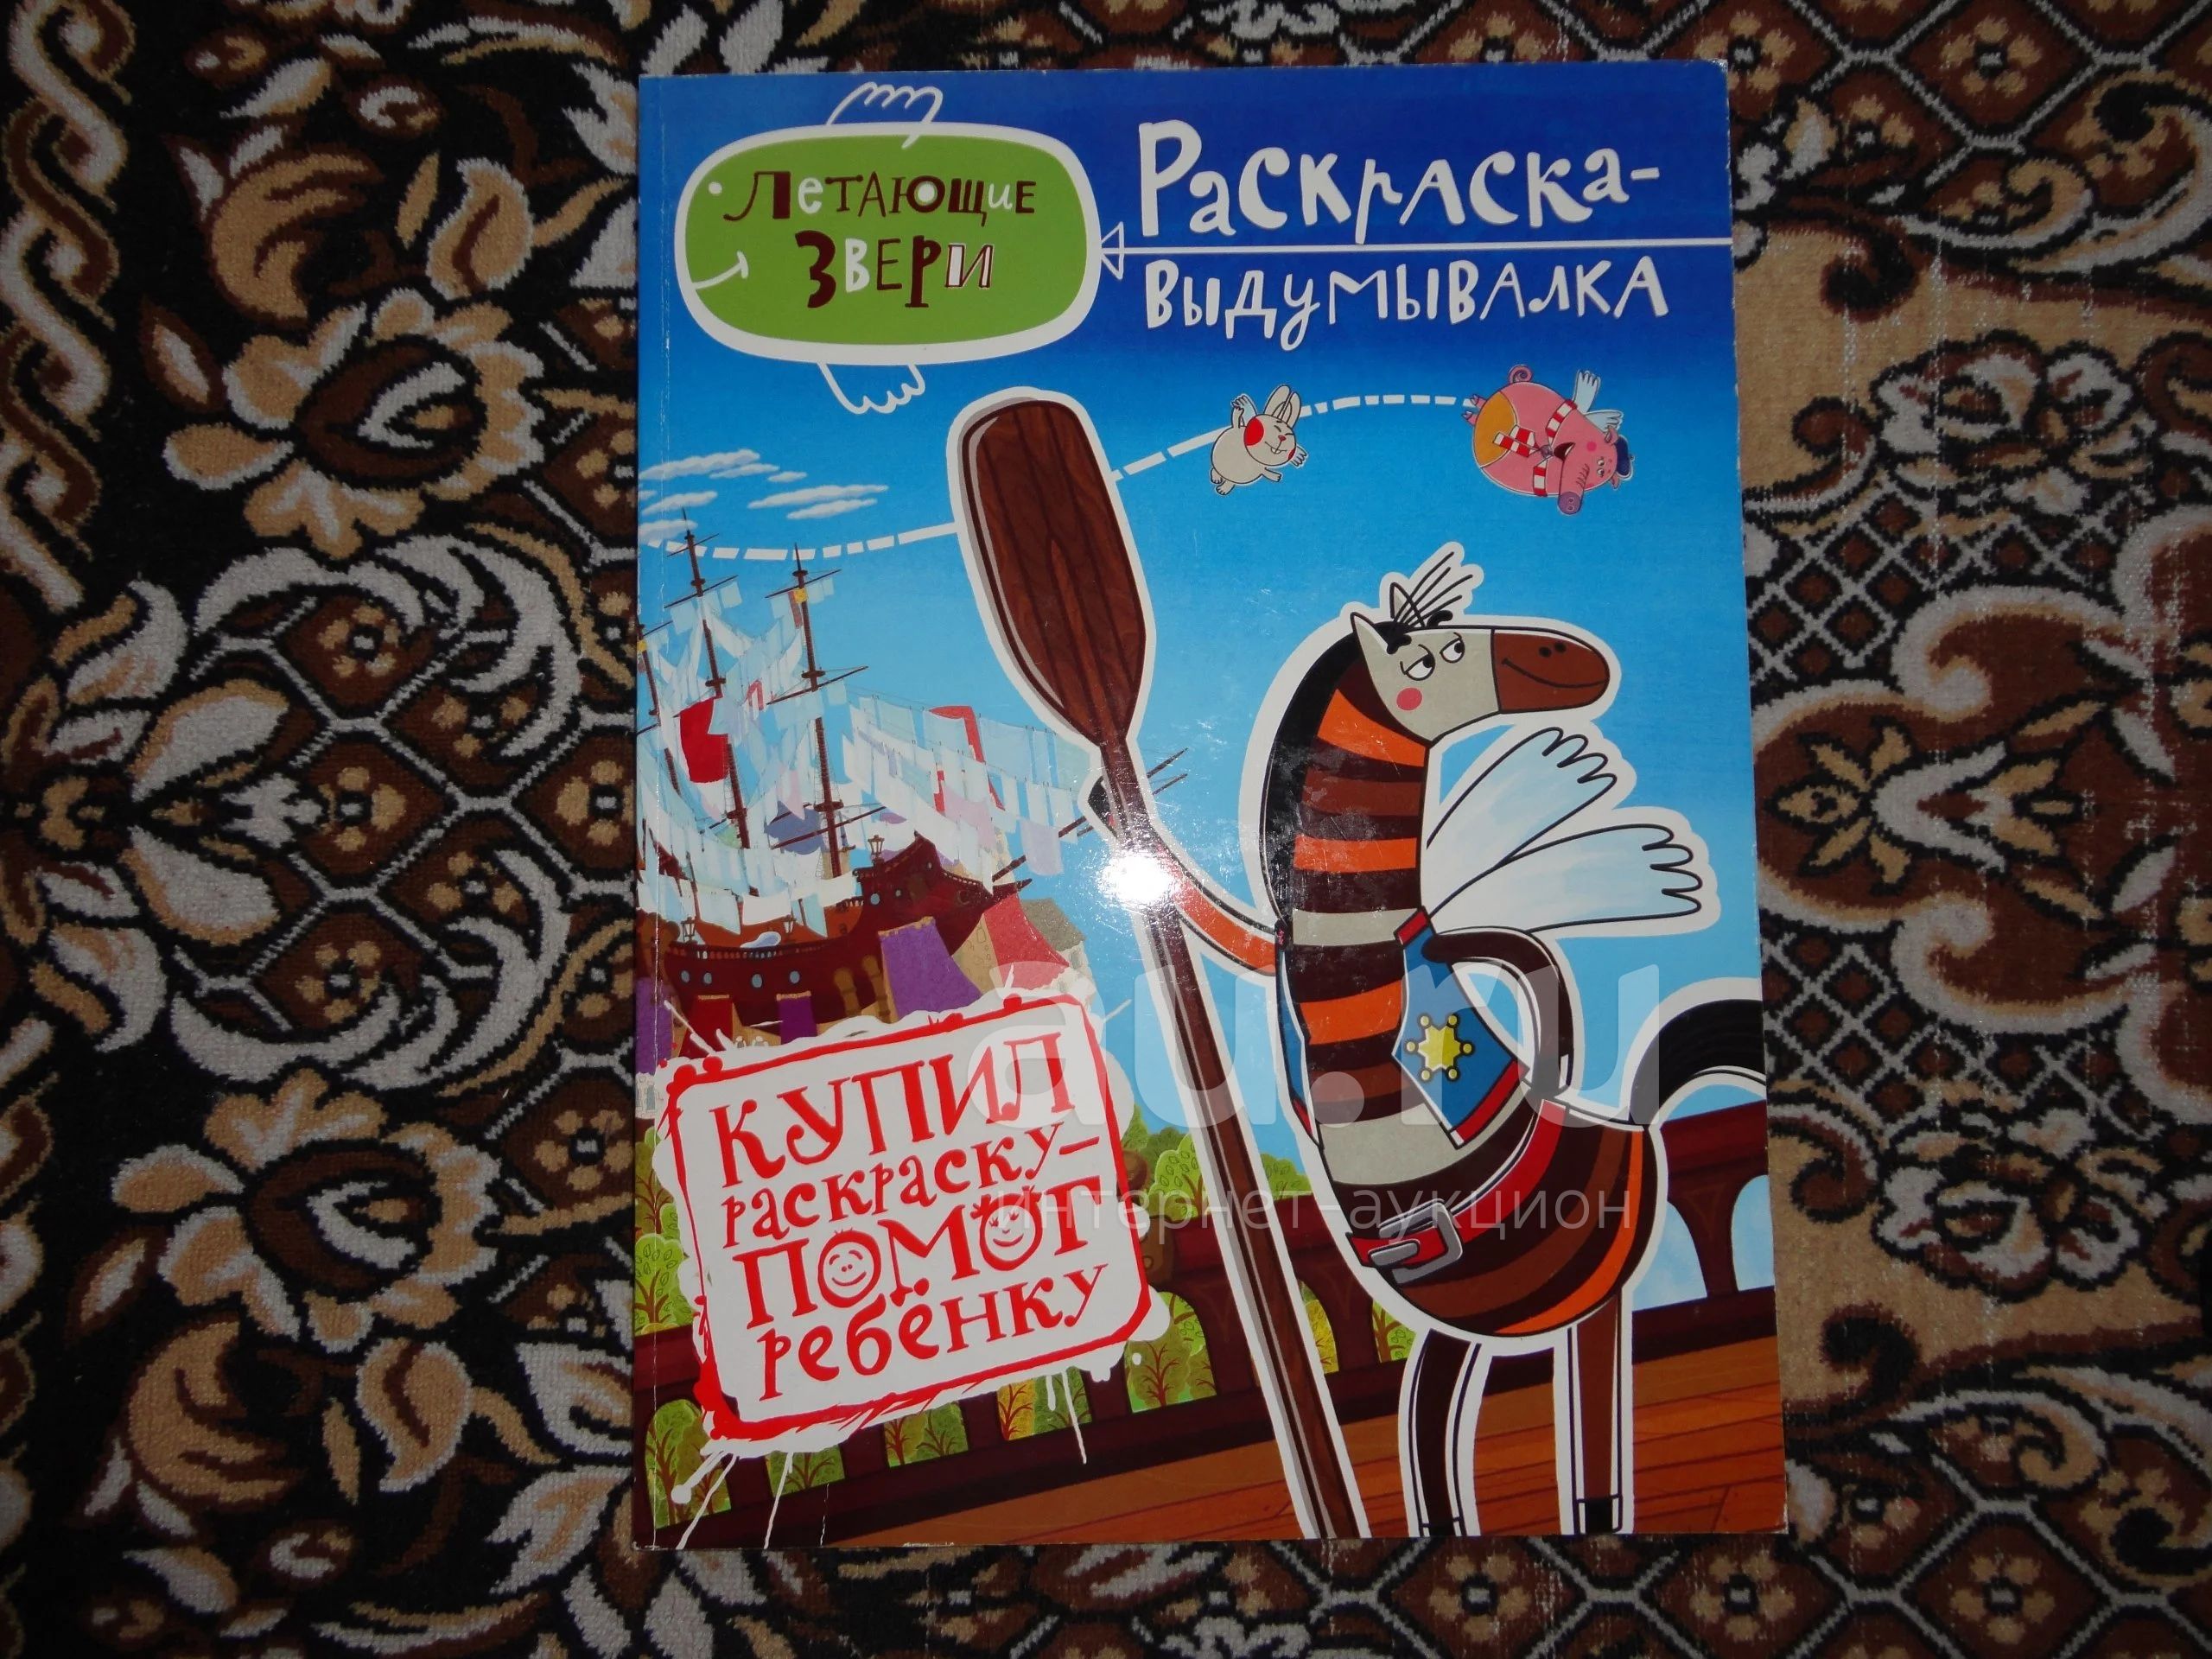 Летающие
Звери
Раскраска-
выдумывалка
КУПИЛ
раскраску-
ПОМОГ
ребёнку
au.ru
интернет-аукцион